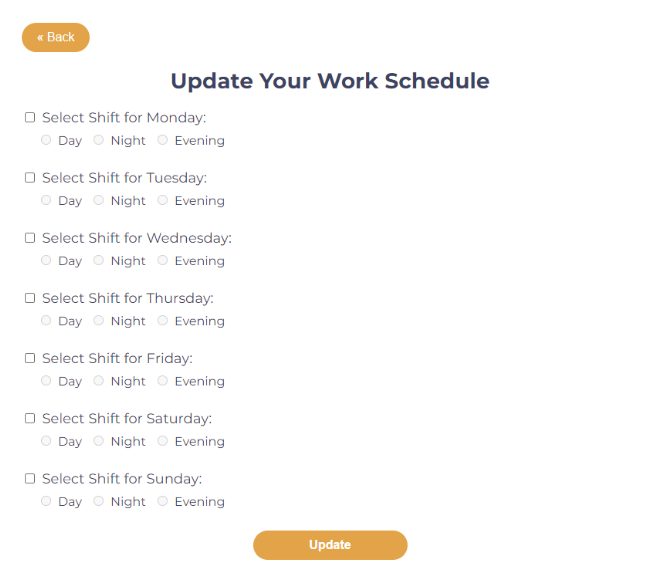 « Back
Update Your Work Schedule
Select Shift for Monday:
Day Night Evening
Select Shift for Tuesday:
Day Night Evening
Select Shift for Wednesday:
Day Night Evening
Select Shift for Thursday:
Day Night Evening
Select Shift for Friday:
Day Night Evening
Select Shift for Saturday:
Day Night Evening
Select Shift for Sunday:
Day Night Evening
Update